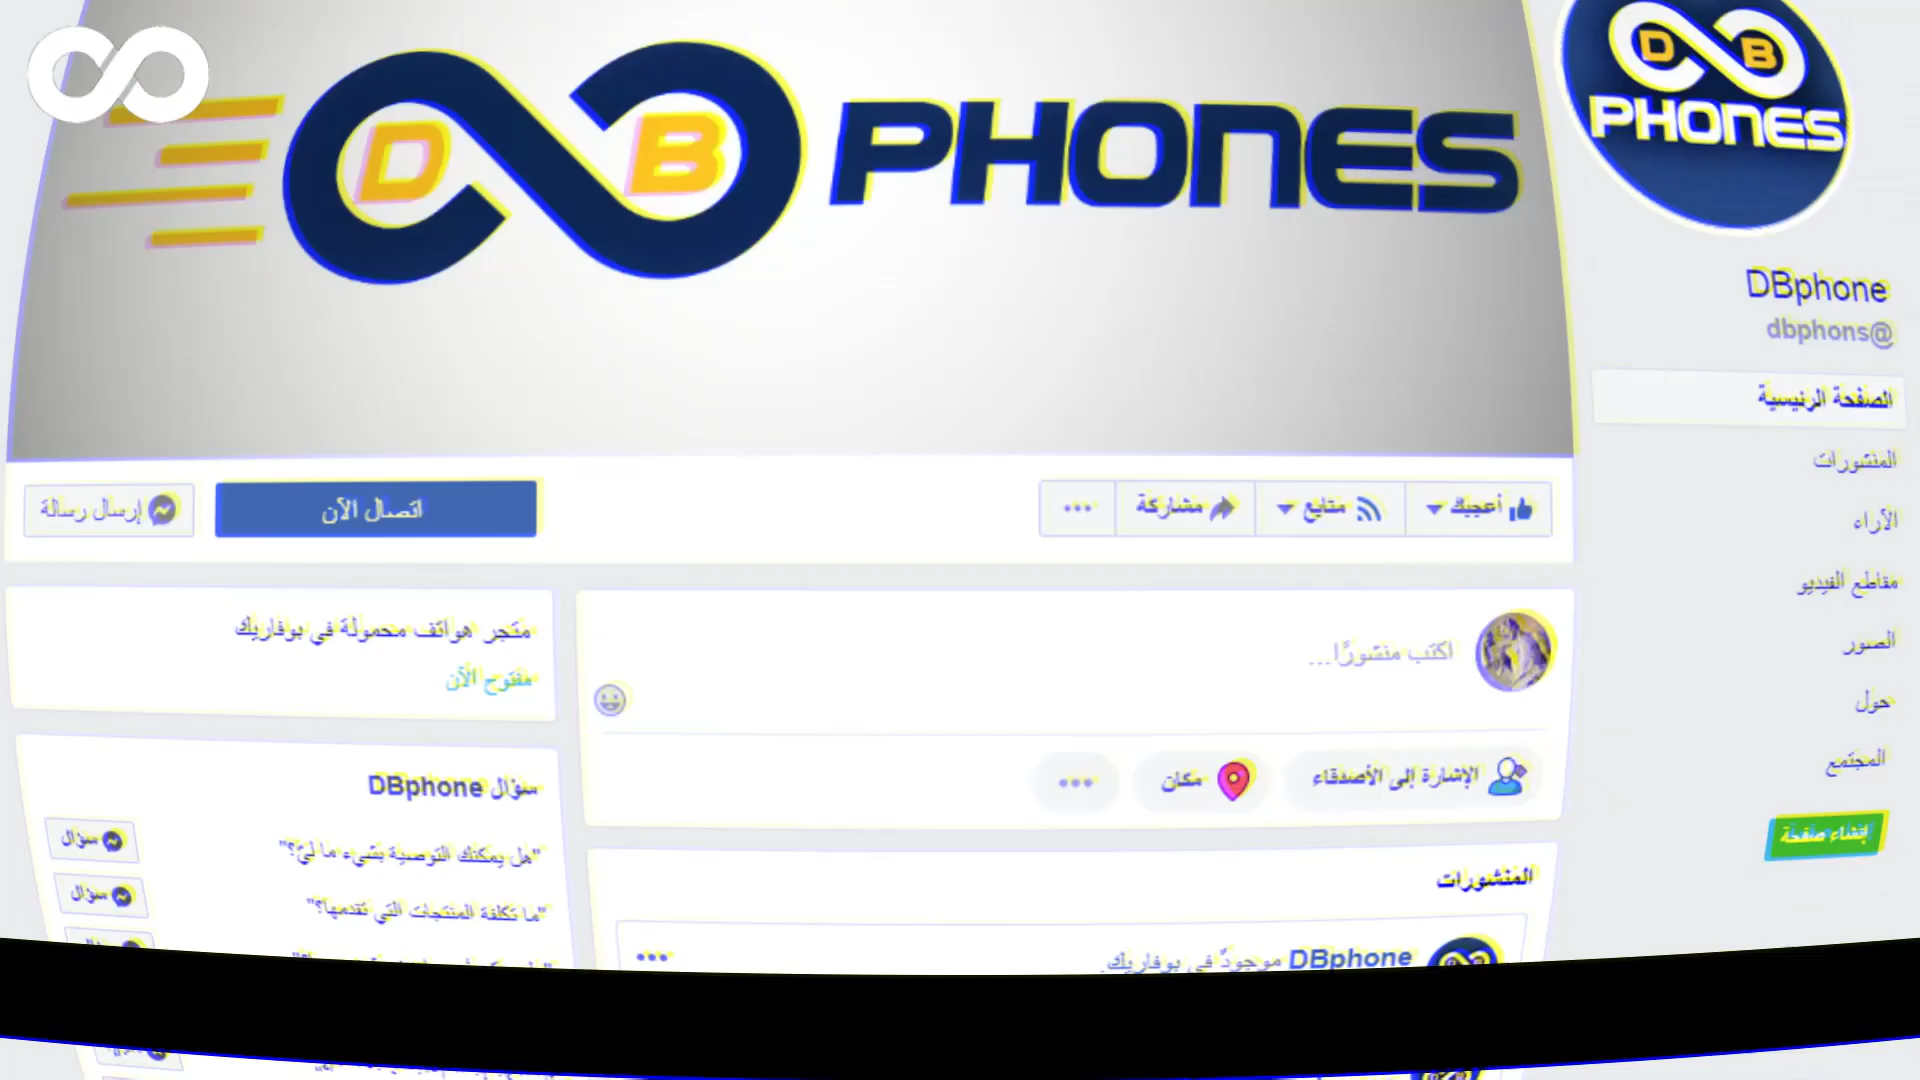 D B PHONES
D B
PHONES
DBphone
@dbphons
الصفحة الرئيسية
المنشورات
الآراء
مقاطع الفيديو
الصور
حول
المجتمع
إنشاء صفحة
أعجبك
متابع
مشاركة
اتصال الآن
إرسال رسالة
اكتب منشورًا...
الإشارة إلى الأصدقاء
مكان
المنشورات
DBphone موجودٌ في بوفاريك.
متجر هواتف محمولة في بوفاريك
مفتوح الآن
سؤال DBphone
"هل يمكنك التوصية بشيء ما لي؟"
سؤال
"ما تكلفة المنتجات التي تقدمها؟"
سؤال